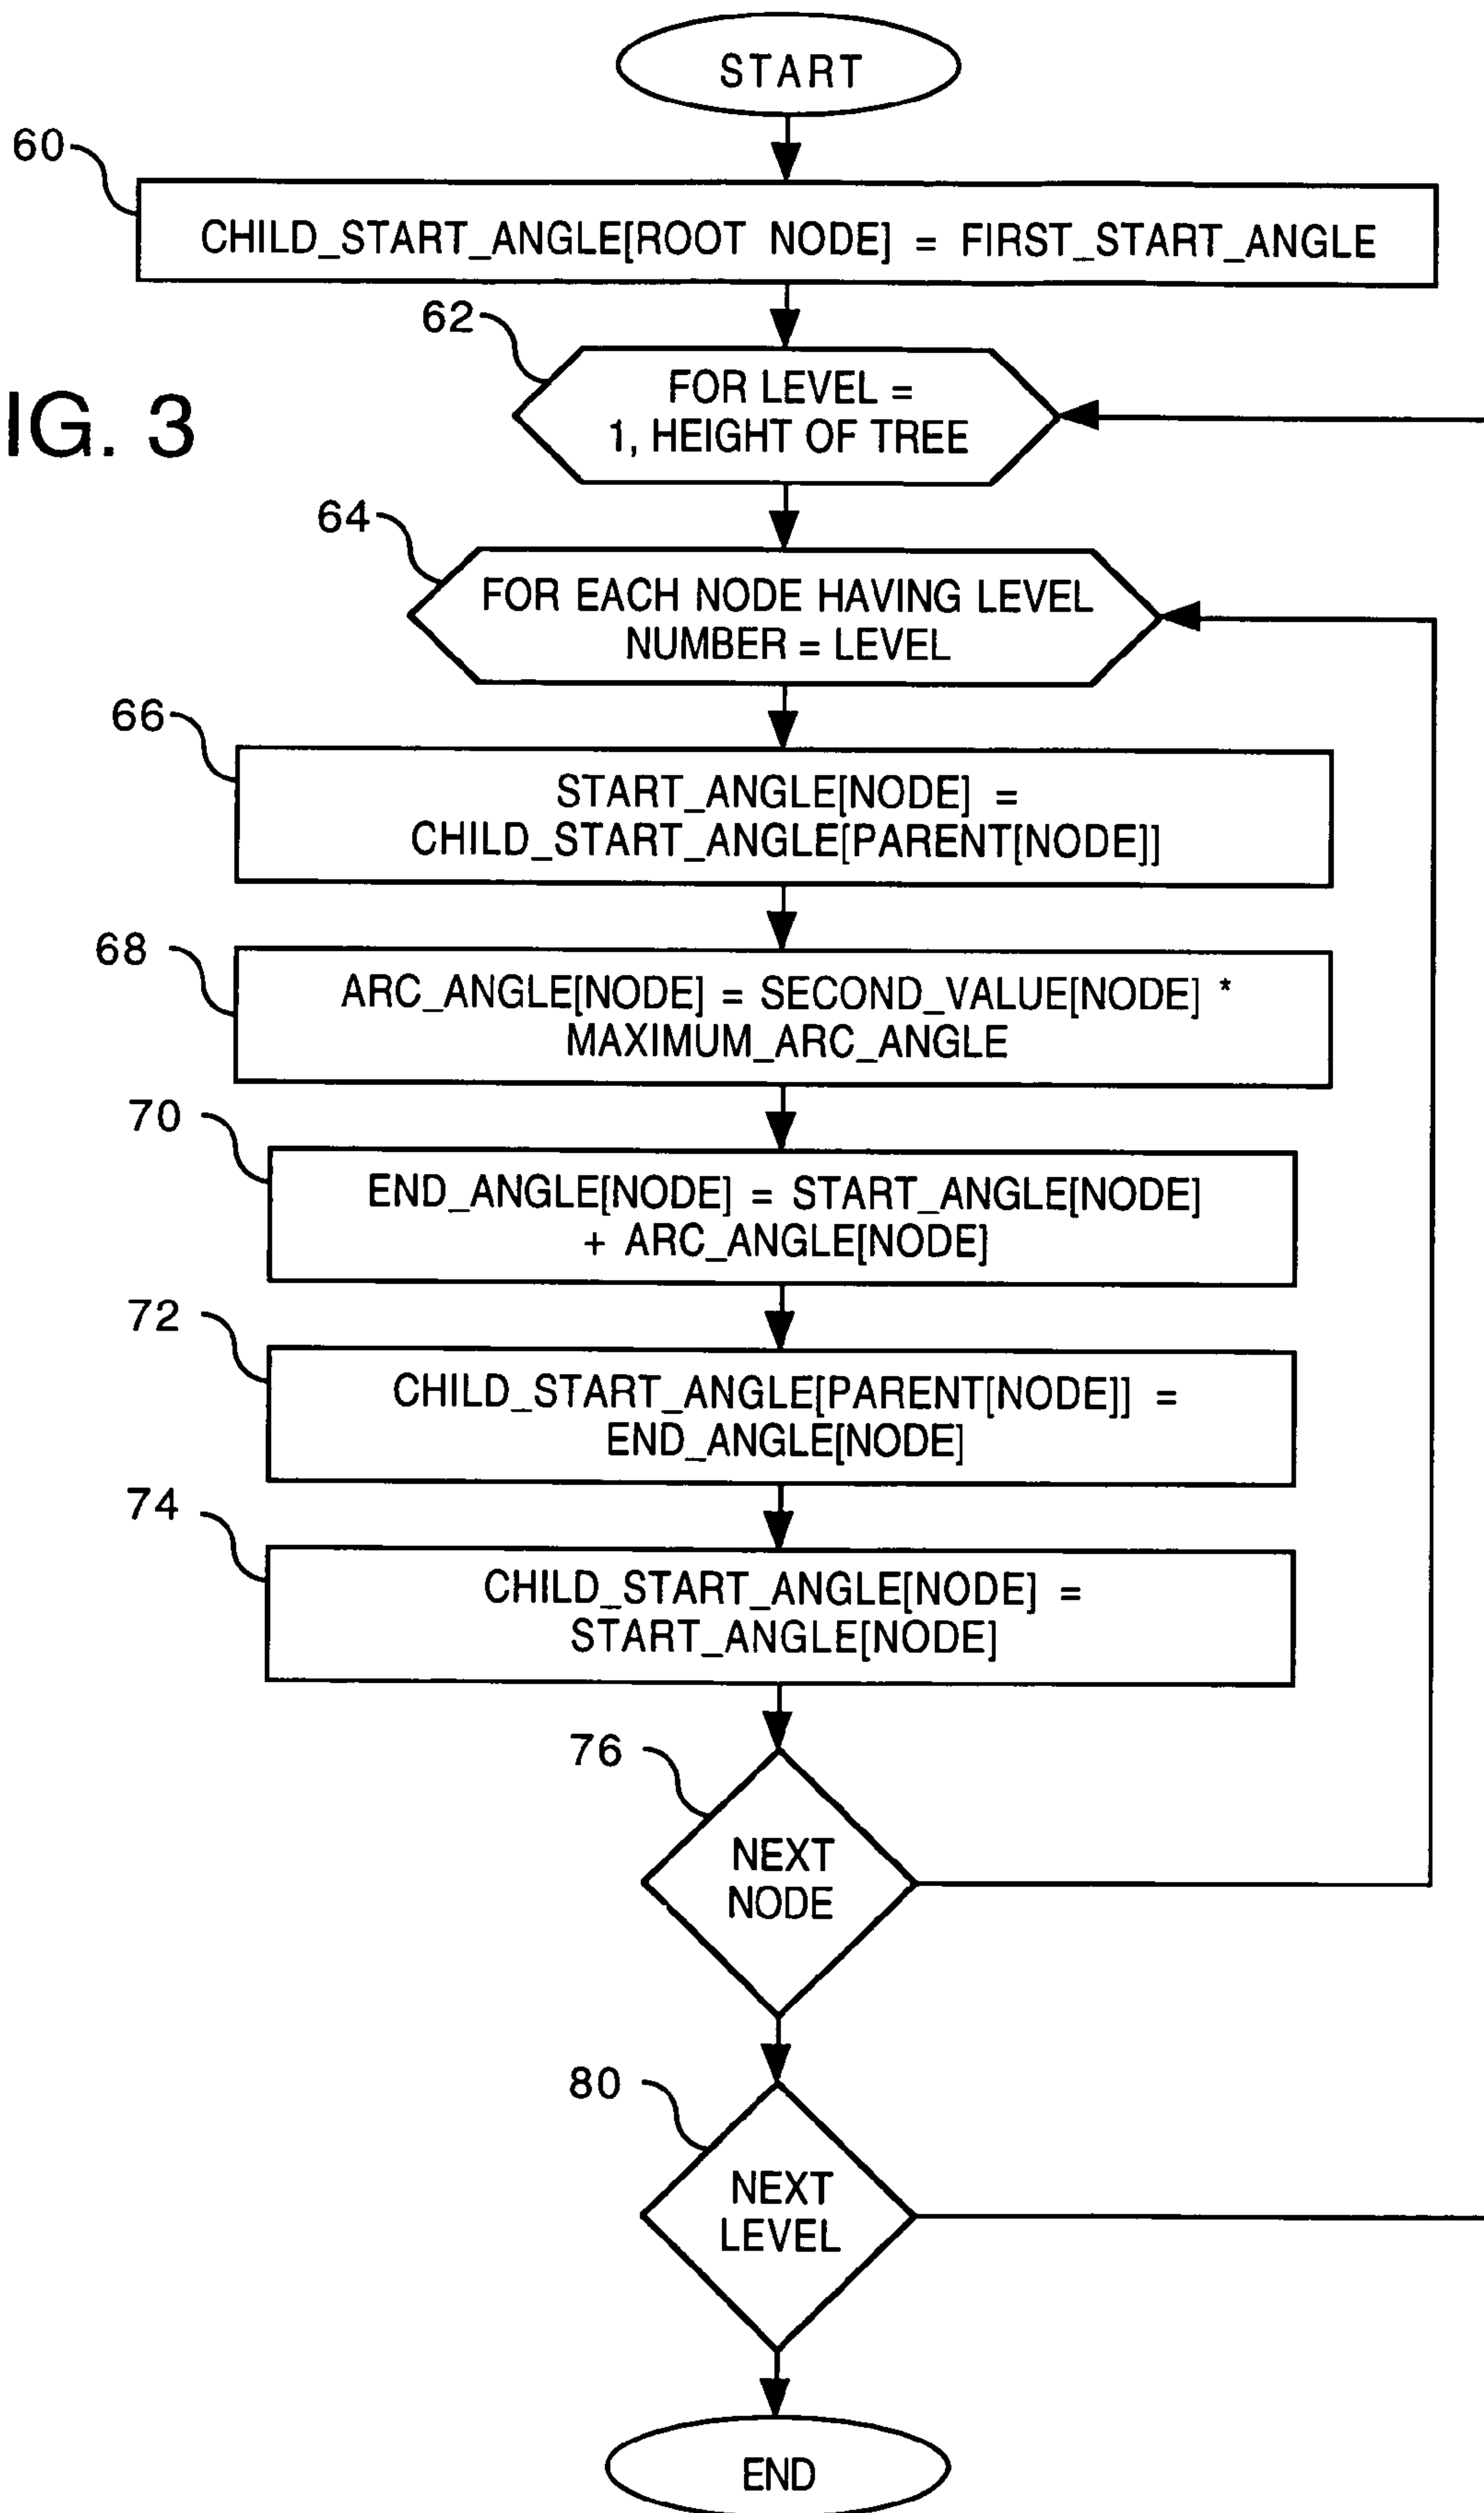 START
60
CHILD_START_ANGLE[ROOT NODE] = FIRST_START_ANGLE
62
FOR LEVEL =
1, HEIGHT OF TREE
IG. 3
64
FOR EACH NODE HAVING LEVEL
NUMBER = LEVEL
66
START_ANGLE[NODE] =
CHILD_START_ANGLE[PARENT[NODE]]
68
ARC_ANGLE[NODE] = SECOND_VALUE[NODE] *
MAXIMUM_ARC_ANGLE
70
END_ANGLE[NODE] = START_ANGLE[NODE]
+ ARC_ANGLE[NODE]
72
CHILD_START_ANGLE[PARENT[NODE]] =
END_ANGLE[NODE]
74
CHILD_START_ANGLE[NODE] =
START_ANGLE[NODE]
76
NEXT
NODE
80
NEXT
LEVEL
END